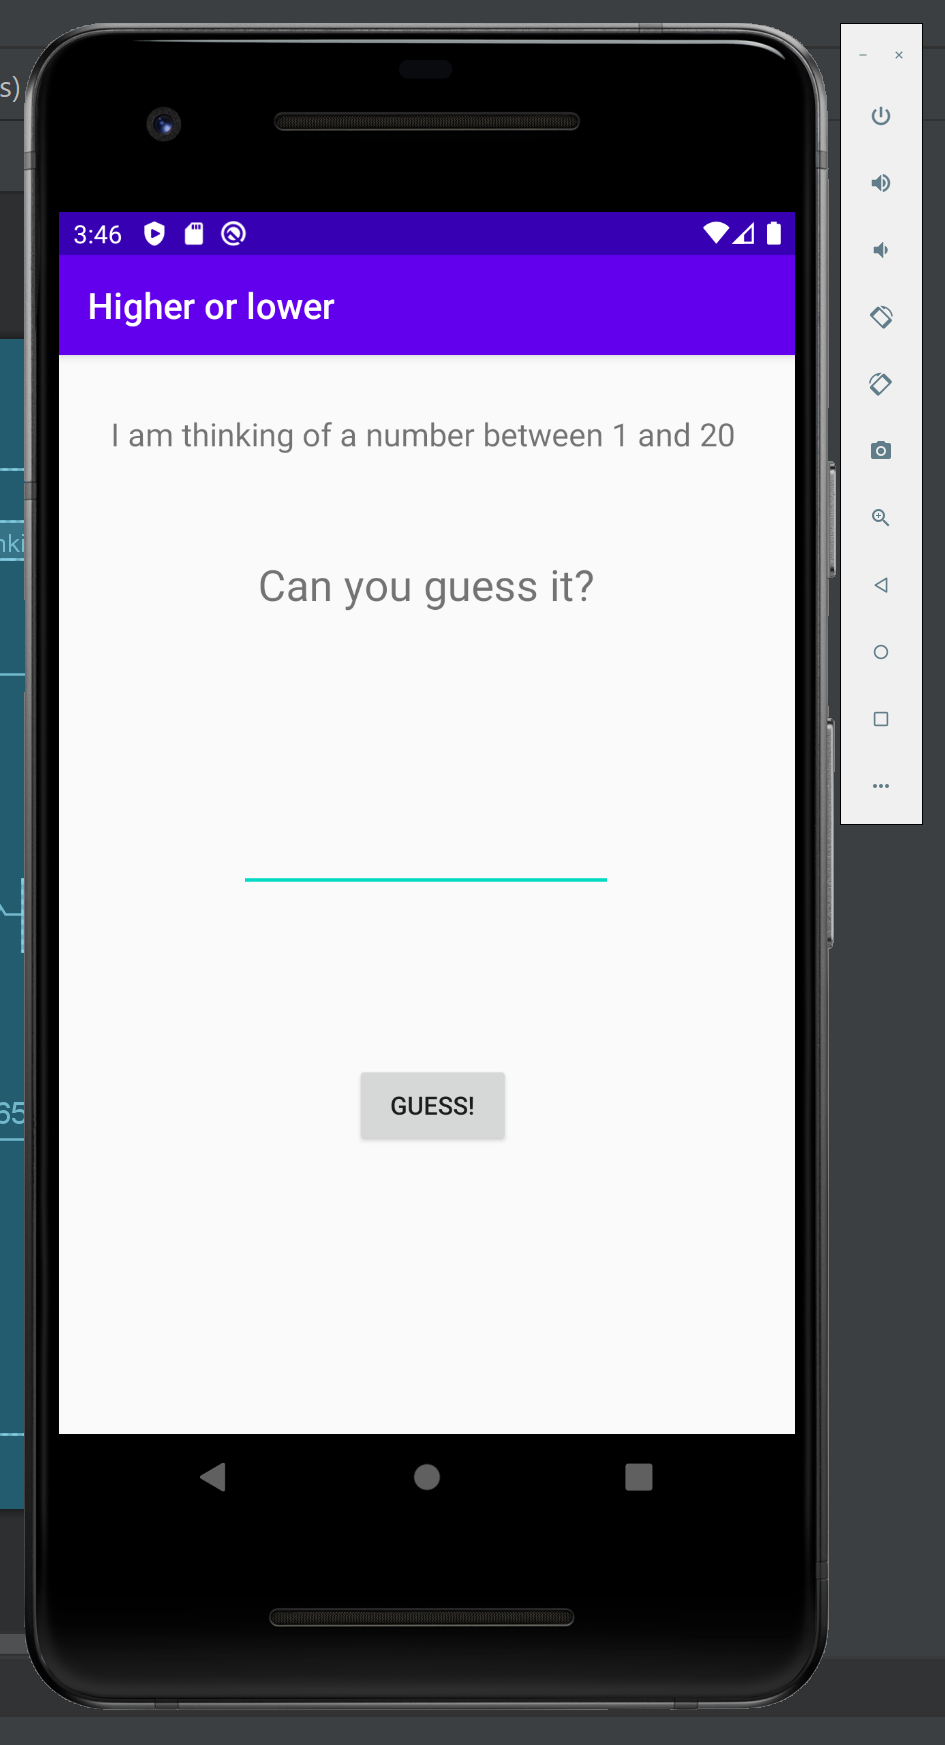 s)
3:46
Higher or lower
I am thinking of a number between 1 and 20
nki
Can you guess it?
GUESS!
65